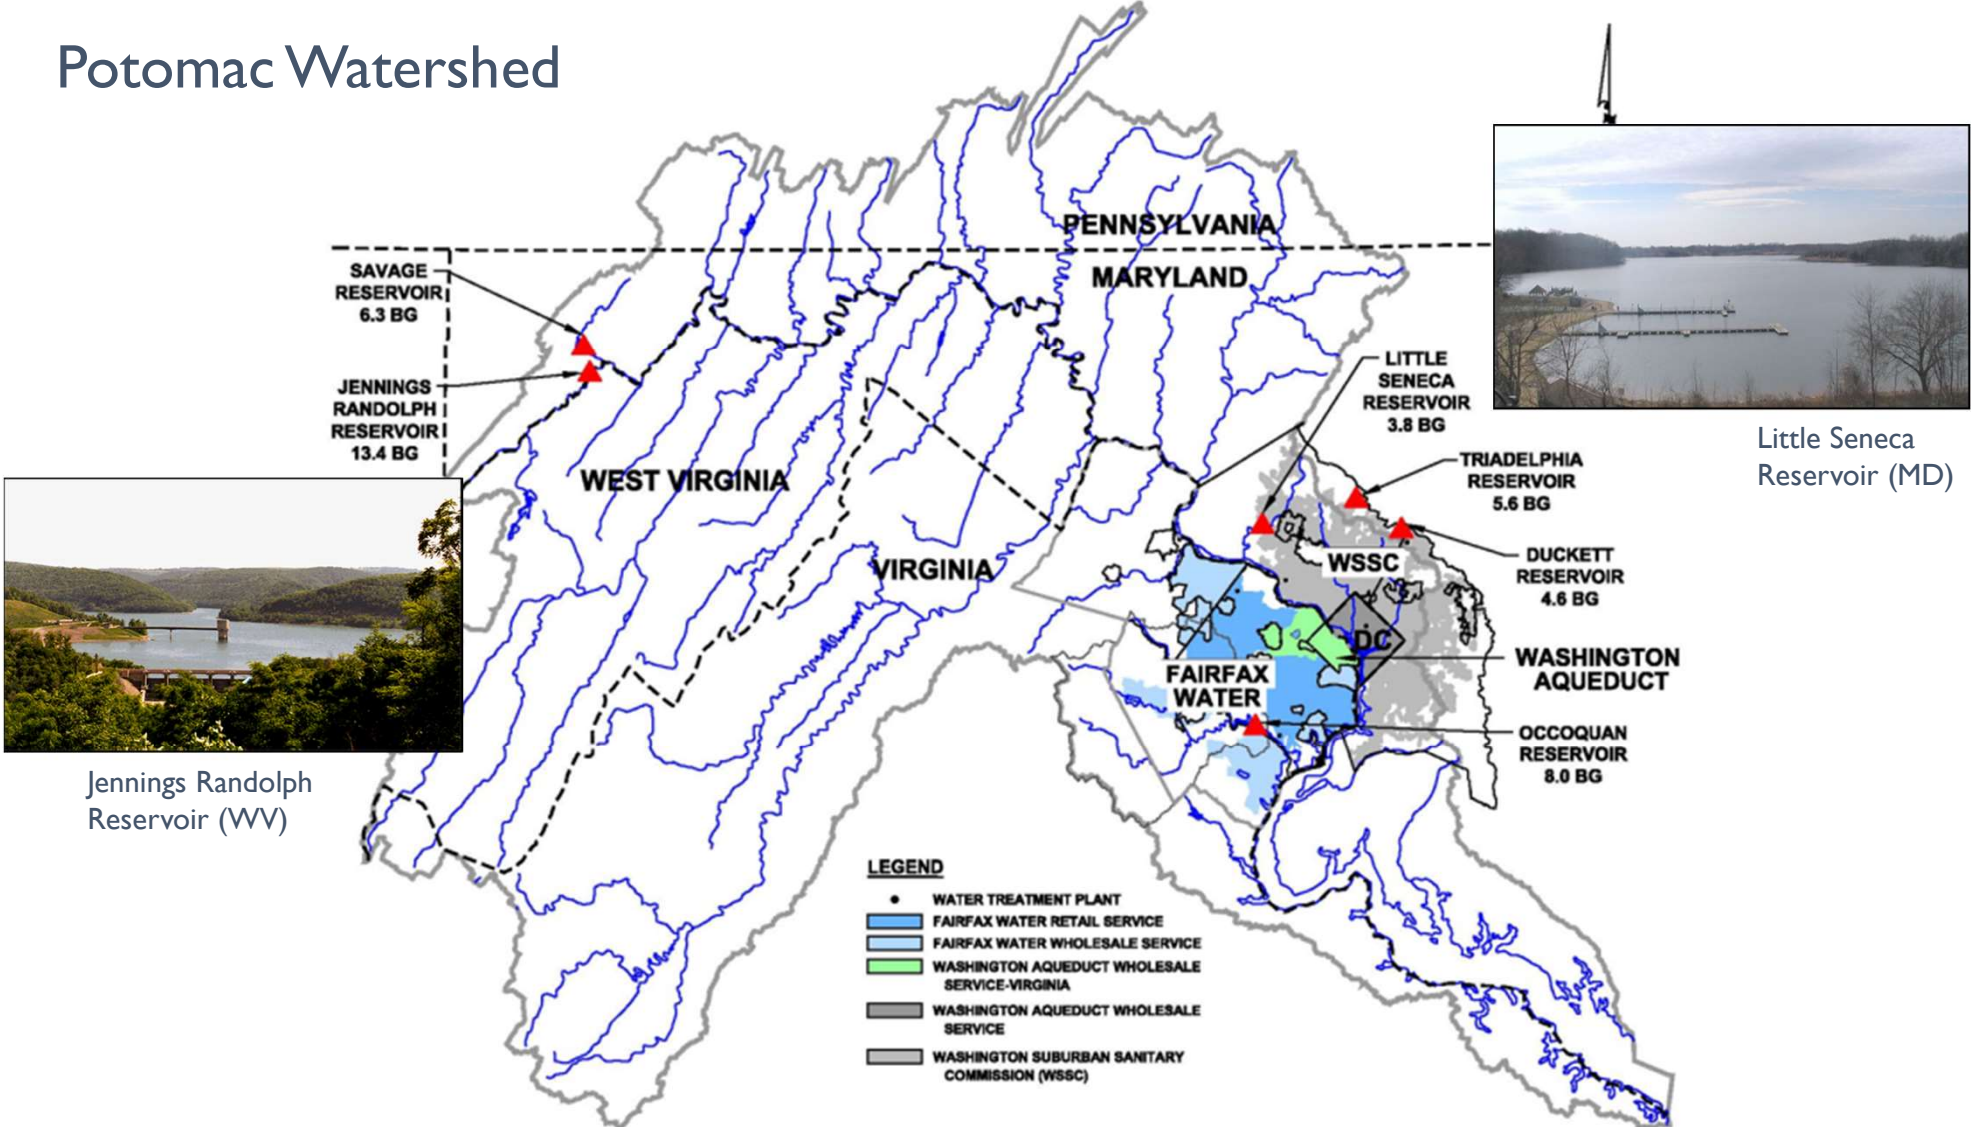 Potomac Watershed
PENNSYLVANIA
MARYLAND
SAVAGE
RESERVOIR
6.3 BG
JENNINGS
RANDOLPH
RESERVOIR
13.4 BG
LITTLE
SENECA
RESERVOIR
3.8 BG
Little Seneca
Reservoir (MD)
TRIADELPHIA
RESERVOIR
5.6 BG
WEST VIRGINIA
VIRGINIA
WSSC
DUCKETT
RESERVOIR
4.6 BG
DC
WASHINGTON
AQUEDUCT
FAIRFAX
WATER
OCCOQUAN
RESERVOIR
8.0 BG
Jennings Randolph
Reservoir (WV)
LEGEND
WATER TREATMENT PLANT
FAIRFAX WATER RETAIL SERVICE
FAIRFAX WATER WHOLESALE SERVICE
WASHINGTON AQUEDUCT WHOLESALE
SERVICE-VIRGINIA
WASHINGTON AQUEDUCT WHOLESALE
SERVICE
WASHINGTON SUBURBAN SANITARY
COMMISSION (WSSC)